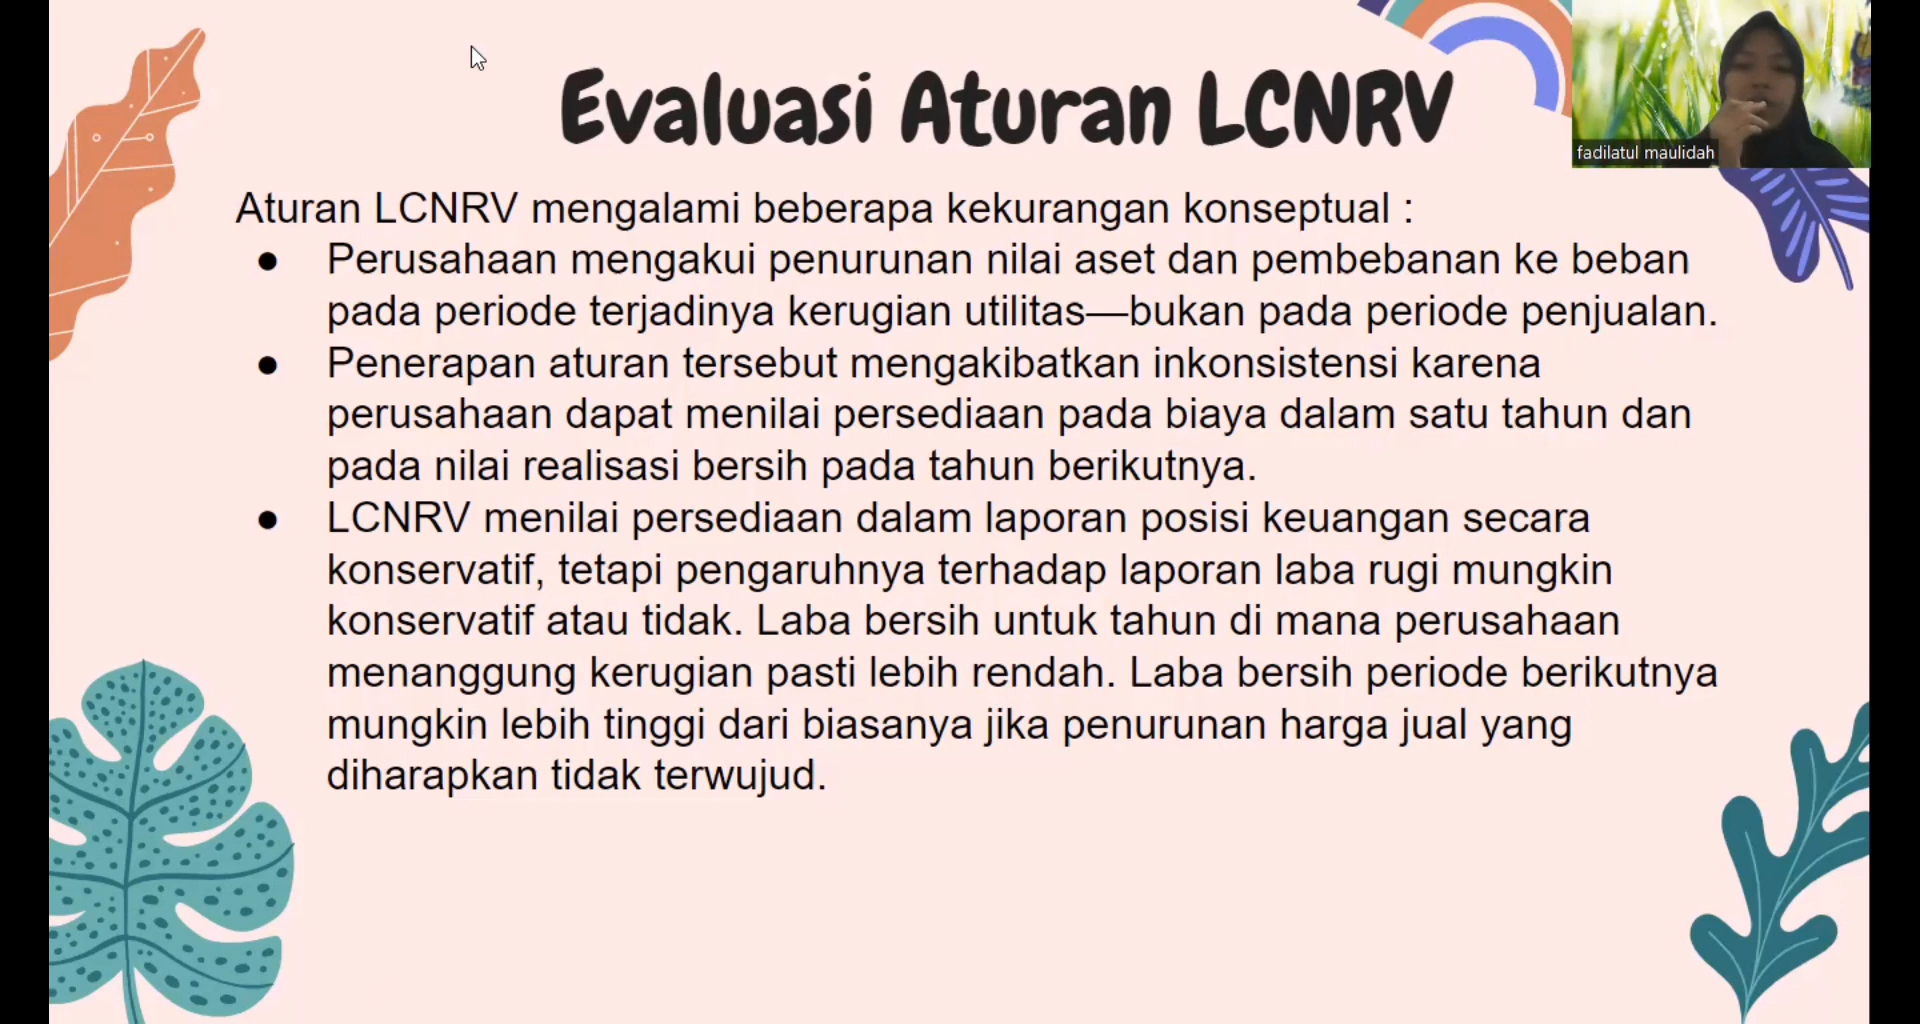 Evaluasi Aturan LCNRV
fadilatul maulidah
Aturan LCNRV mengalami beberapa kekurangan konseptual :
● Perusahaan mengakui penurunan nilai aset dan pembebanan ke beban
pada periode terjadinya kerugian utilitas—bukan pada periode penjualan.
● Penerapan aturan tersebut mengakibatkan inkonsistensi karena
perusahaan dapat menilai persediaan pada biaya dalam satu tahun dan
pada nilai realisasi bersih pada tahun berikutnya.
● LCNRV menilai persediaan dalam laporan posisi keuangan secara
konservatif, tetapi pengaruhnya terhadap laporan laba rugi mungkin
konservatif atau tidak. Laba bersih untuk tahun di mana perusahaan
menanggung kerugian pasti lebih rendah. Laba bersih periode berikutnya
mungkin lebih tinggi dari biasanya jika penurunan harga jual yang
diharapkan tidak terwujud.